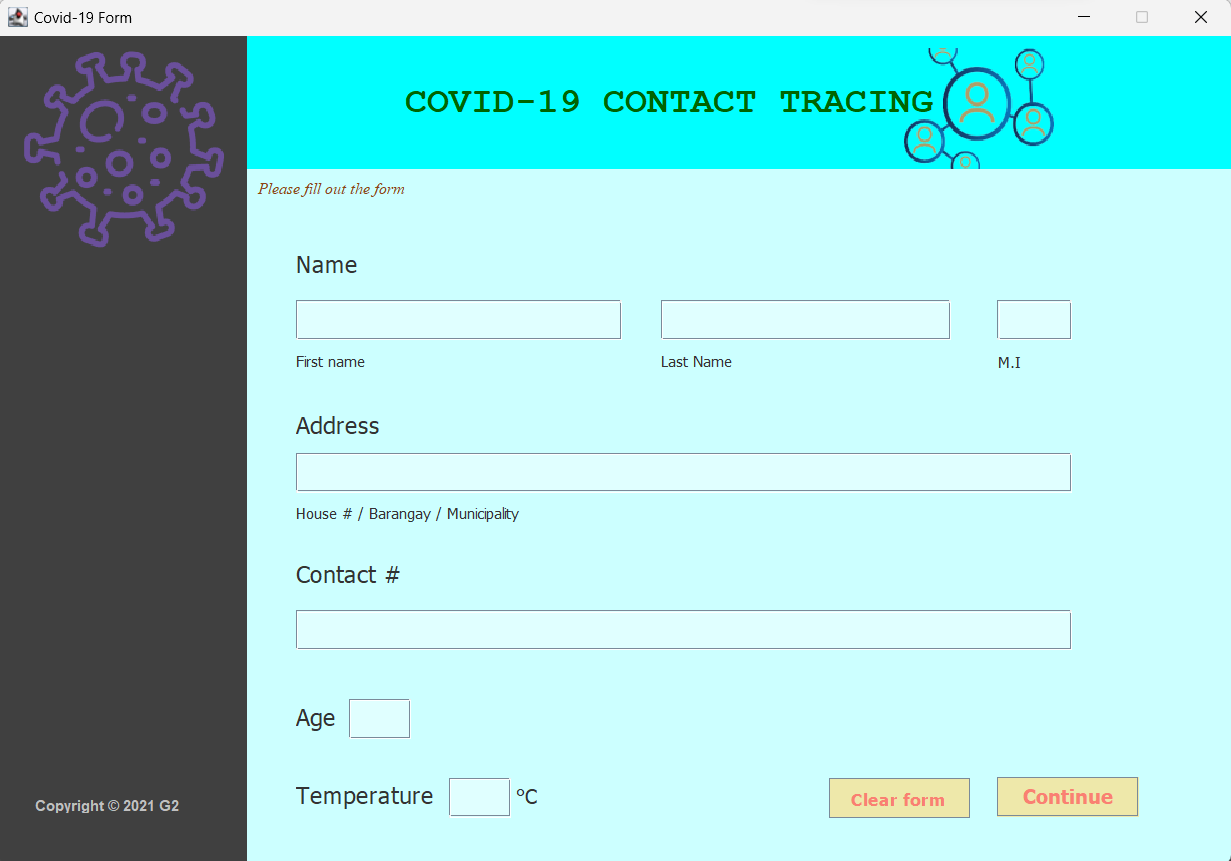 Covid-19 Form
COVID-19 CONTACT TRACING
Please fill out the form
Name
First name
Last Name
M.I
Address
House # / Barangay / Municipality
Contact #
Age
Temperature
ºC
Clear form
Continue
Copyright © 2021 G2